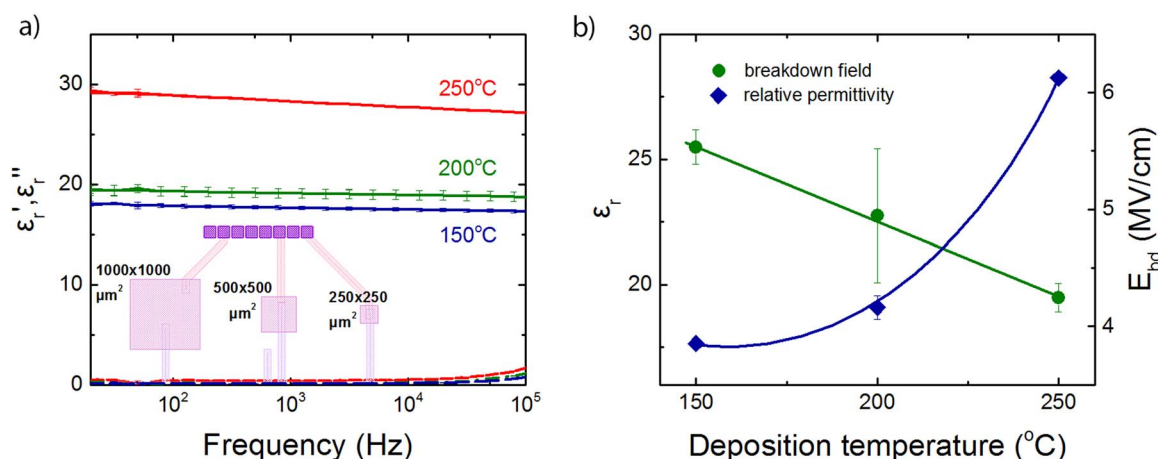 a)
30
20
10
0
εr',εr"
250°C
200°C
150°C
1000x1000
µm²
500x500
µm²
250x250
µm²
10² 10³ 10⁴ 10⁵
Frequency (Hz)
b)
30
25
20
εr
breakdown field
relative permittivity
6
5
4
Ebd (MV/cm)
150 200 250
Deposition temperature (°C)